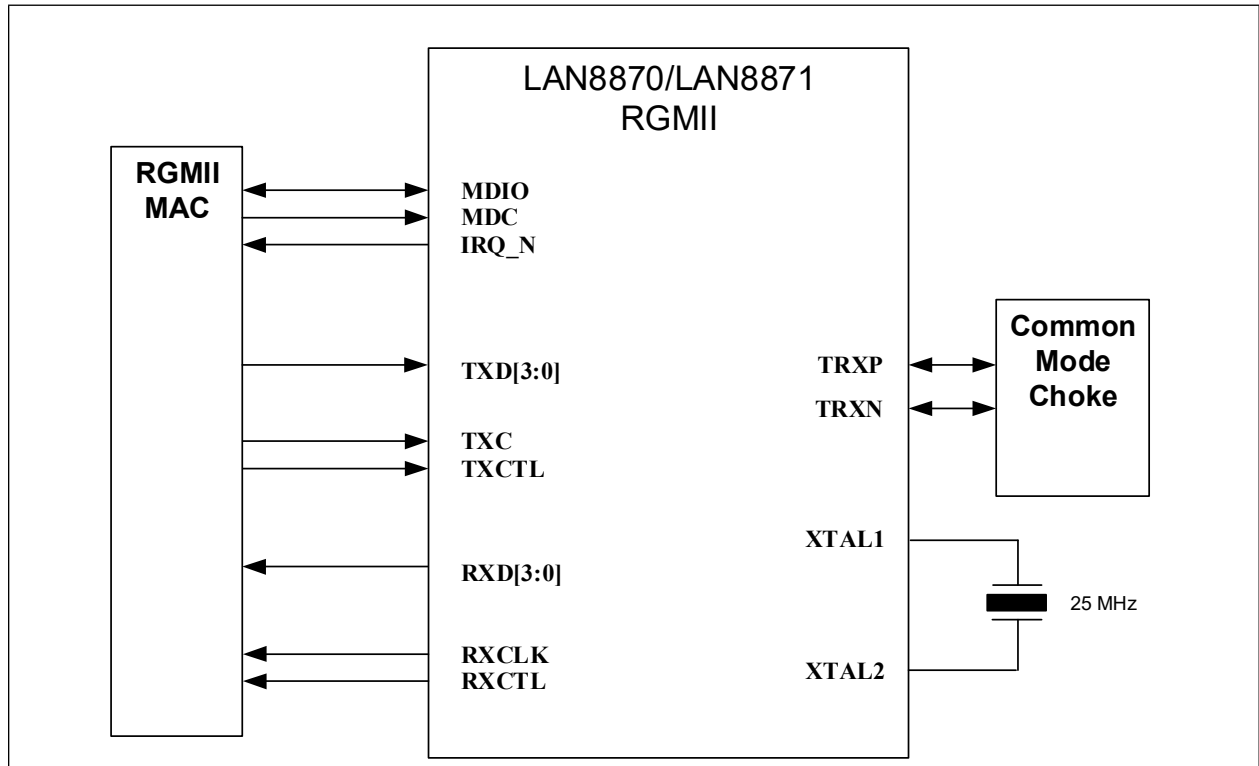 LAN8870/LAN8871
RGMII
RGMII
MAC
MDIO
MDC
IRQ_N
TXD[3:0]
TXC
TXCTL
RXD[3:0]
RXCLK
RXCTL
TRXP
TRXN
Common
Mode
Choke
XTAL1
25 MHz
XTAL2